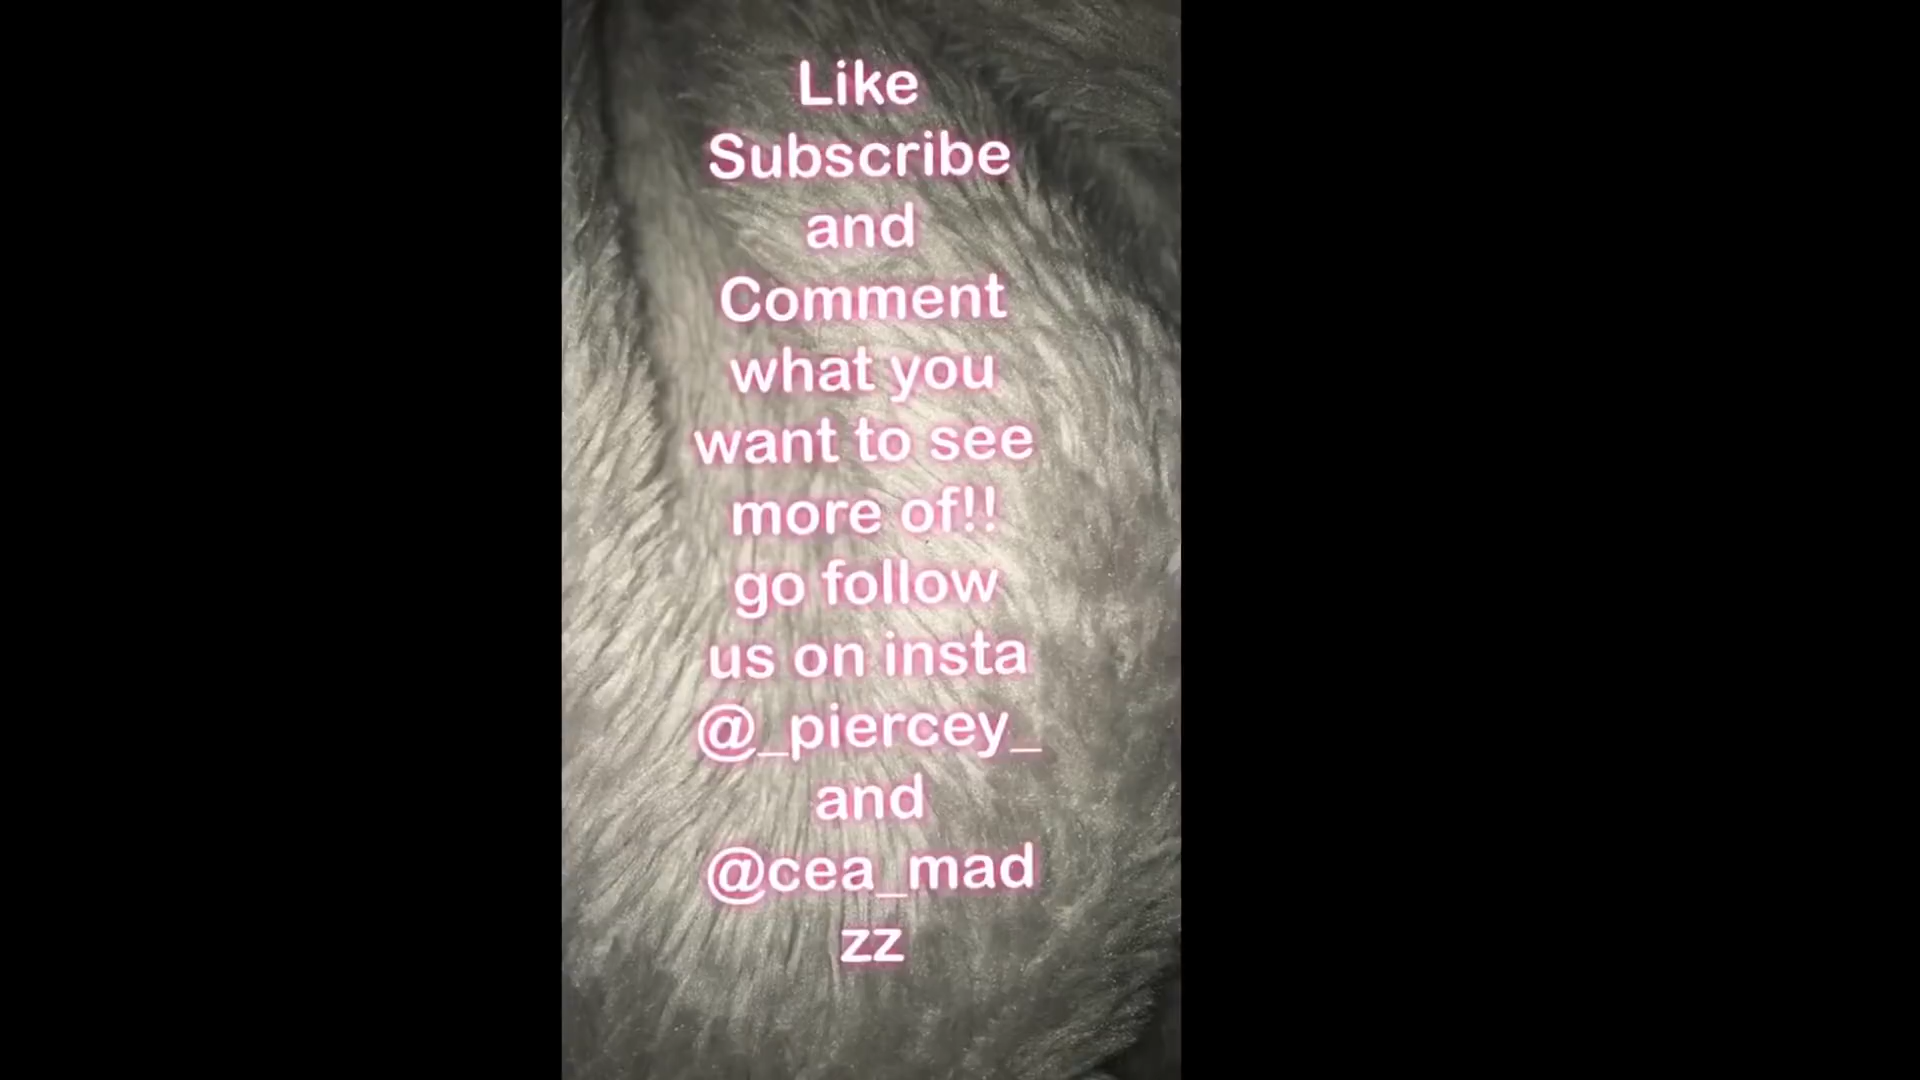 Like
Subscribe
and
Comment
what you
want to see
more of!!
go follow
us on insta
@_piercey_
and
@cea_mad
zz